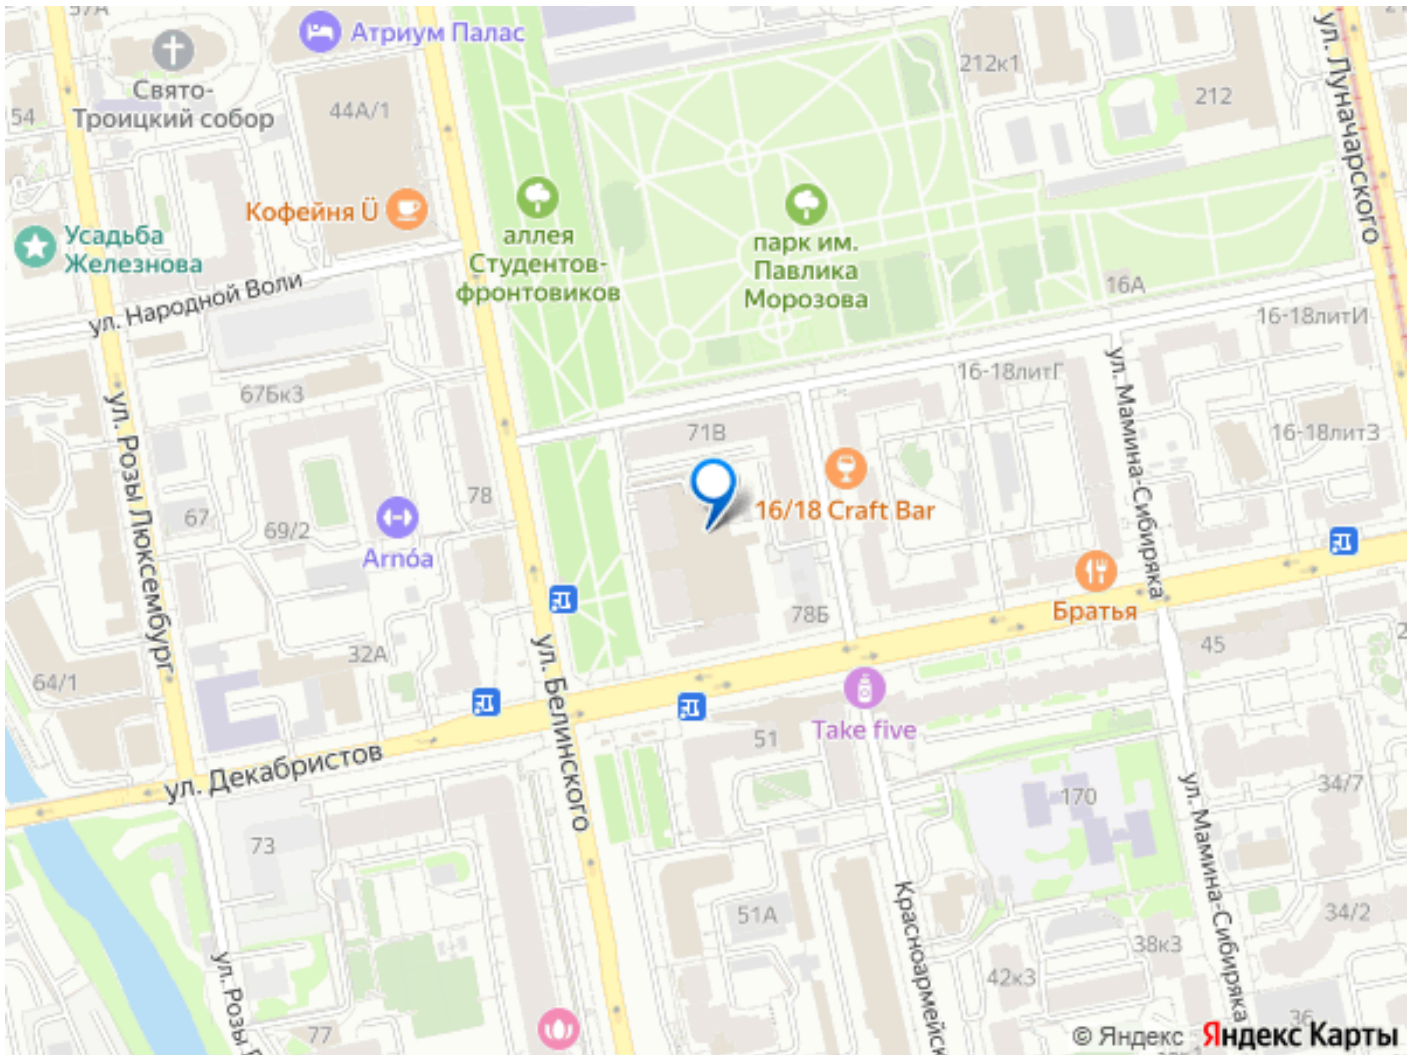 57А
Атриум Палас
Свято-
Троицкий собор
54
44А/1
212к1
212
ул. Луначарского
Кофейня Ü
Усадьба
Железнова
аллея
Студентов-
фронтовиков
парк им.
Павлика
Морозова
ул. Народной Воли
16А
16-18литИ
67Бк3
16-18литГ
ул. Мамина-Сибиряка
71В
16-18литЗ
ул. Розы Люксембург
78
67
69/2
16/18 Craft Bar
Arnóa
78Б
Братья
45
32А
64/1
ул. Белинского
51
Take five
ул. Декабристов
73
170
34/7
ул. Мамина-Сибиряка
51А
Красноармейск
34/2
38к3
42к3
ул. Розы
77
36
© Яндекс Яндекс Карты